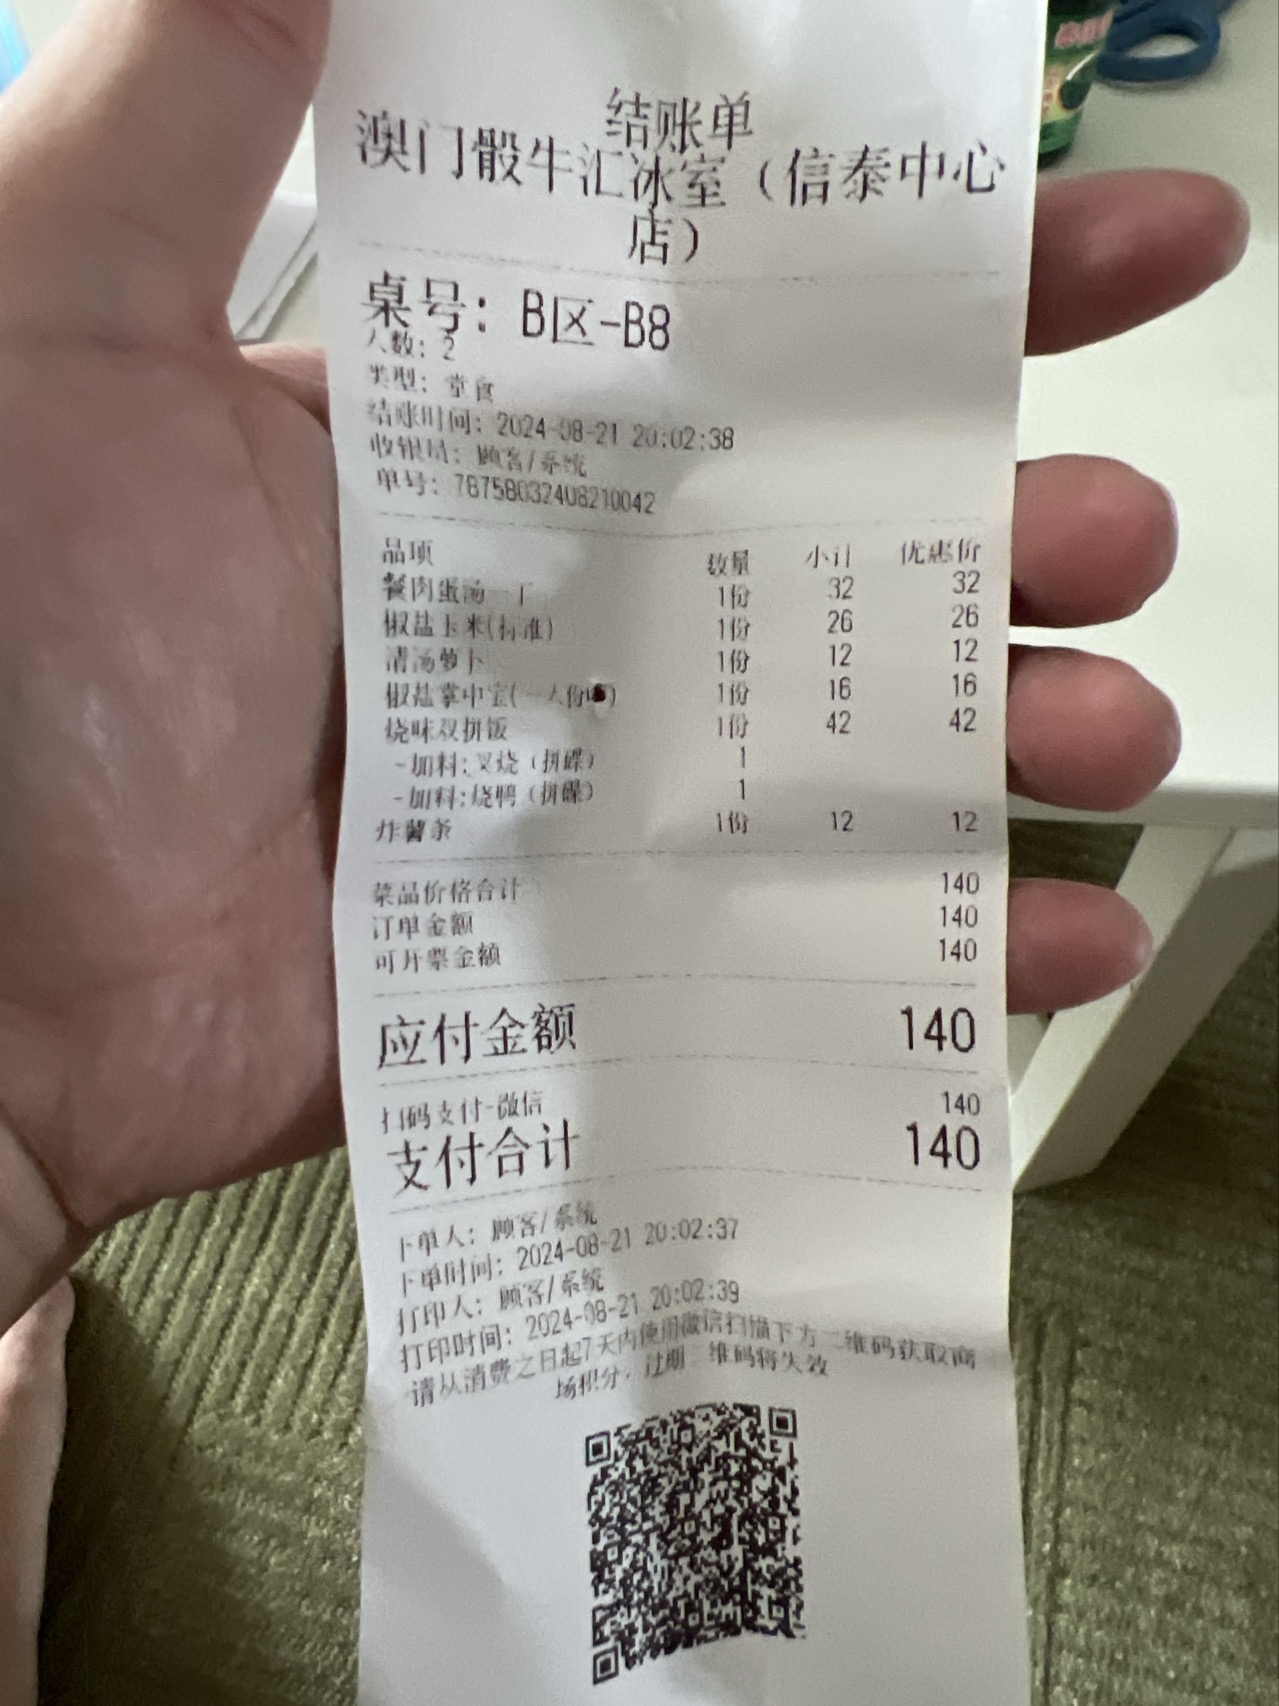 结账单
澳门骰牛汇冰室（信泰中心
店）
桌号：B区-B8
人数：2
类型：堂食
结账时间：2024-08-21 20:02:38
收银员：顾客/系统
单号：787580032408210042
品项 数量 小计 优惠价
餐肉蛋汤一丁 1份 32 32
椒盐玉米(标准) 1份 26 26
清汤萝卜 1份 12 12
椒盐掌中宝(一人份) 1份 16 16
烧味双拼饭 1份 42 42
-加料:叉烧（拼碟） 1
-加料:烧鸭（拼碟） 1
炸薯条 1份 12 12
菜品价格合计 140
订单金额 140
可开票金额 140
应付金额 140
扫码支付-微信 140
支付合计 140
下单人：顾客/系统
下单时间：2024-08-21 20:02:37
打印人：顾客/系统
打印时间：2024-08-21 20:02:39
请从消费之日起7天内使用微信扫描下方二维码获取商
场积分，过期二维码将失效